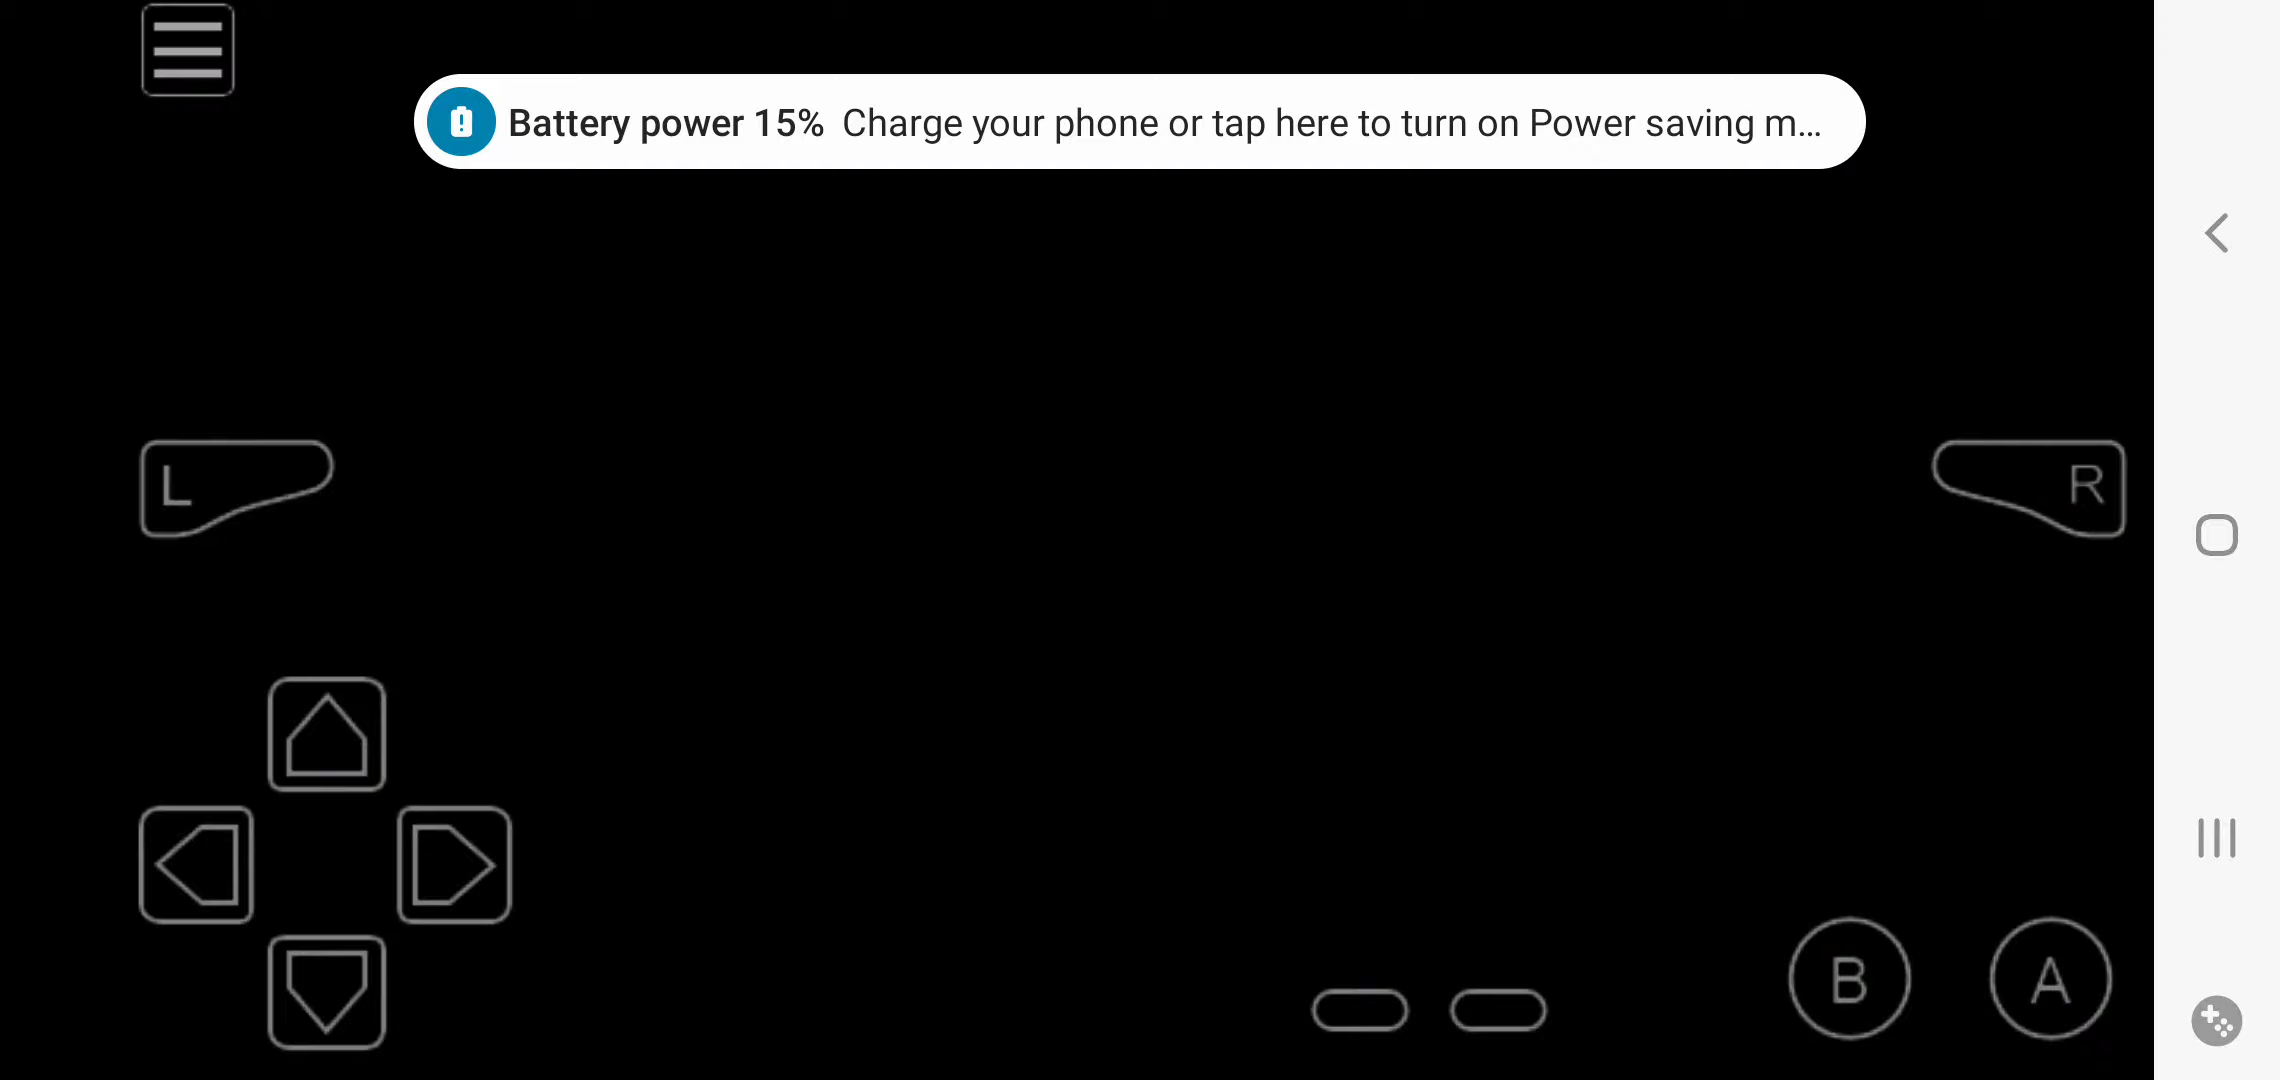 Battery power 15% Charge your phone or tap here to turn on Power saving m...
L
R
B
A